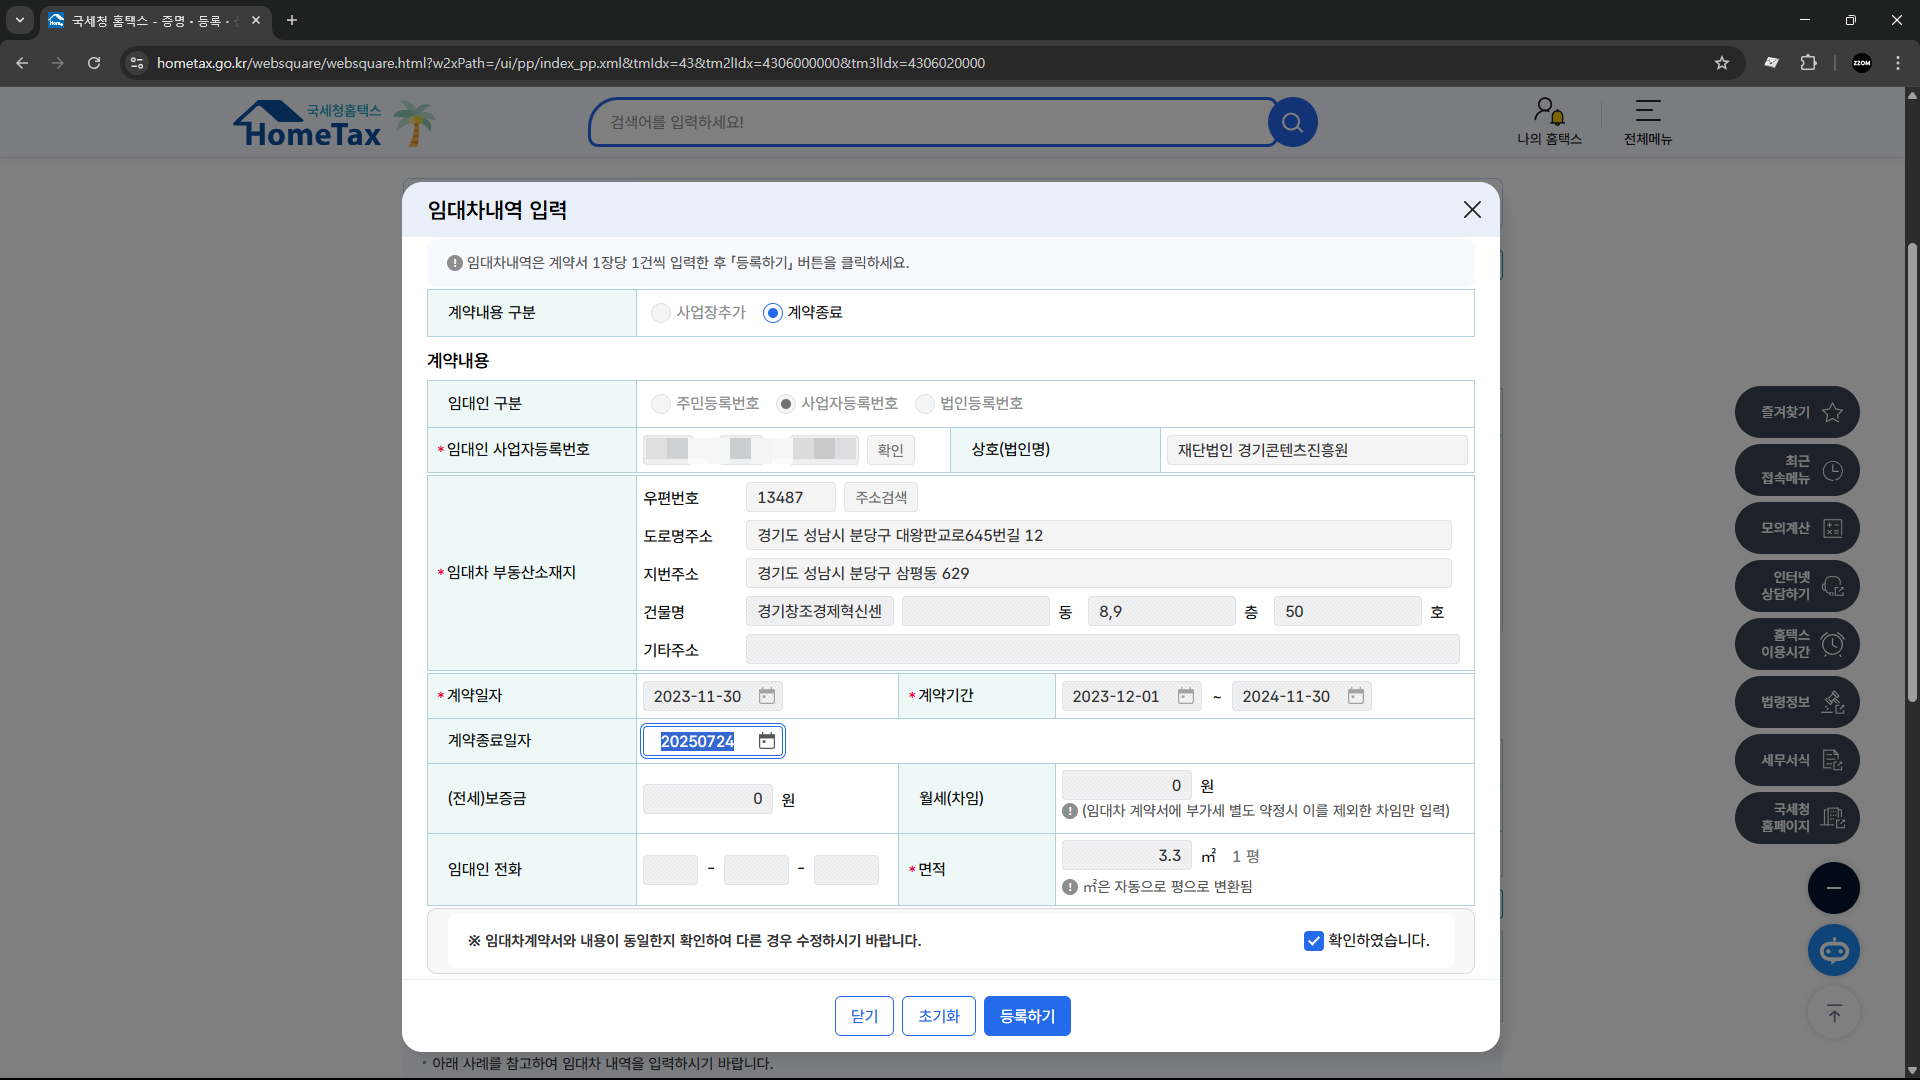 국세청 홈택스 - 증명 - 등록 -
hometax.go.kr/websquare/websquare.html?w2xPath=/ui/pp/index_pp.xml&tmIdx=43&tm2lIdx=4306000000&tm3lIdx=4306020000
ZZOM
국세청홈택스
HomeTax
검색어를 입력하세요!
나의 홈택스
전체메뉴
임대차내역 입력
임대차내역은 계약서 1장당 1건씩 입력한 후 「등록하기」 버튼을 클릭하세요.
계약내용 구분
사업장추가
계약종료
계약내용
임대인 구분
주민등록번호
사업자등록번호
법인등록번호
*임대인 사업자등록번호
확인
상호(법인명)
재단법인 경기콘텐츠진흥원
*임대차 부동산소재지
우편번호
13487
주소검색
도로명주소
경기도 성남시 분당구 대왕판교로645번길 12
지번주소
경기도 성남시 분당구 삼평동 629
건물명
경기창조경제혁신센
동
8,9
층
50
호
기타주소
*계약일자
2023-11-30
*계약기간
2023-12-01 ~ 2024-11-30
계약종료일자
20250724
(전세)보증금
0 원
월세(차임)
0 원
(임대차 계약서에 부가세 별도 약정시 이를 제외한 차임만 입력)
임대인 전화
- -
*면적
3.3 ㎡ 1 평
㎡은 자동으로 평으로 변환됨
※ 임대차계약서와 내용이 동일한지 확인하여 다른 경우 수정하시기 바랍니다.
확인하였습니다.
닫기
초기화
등록하기
· 아래 사례를 참고하여 임대차 내역을 입력하시기 바랍니다.
즐겨찾기
최근
접속메뉴
모의계산
인터넷
상담하기
홈택스
이용시간
법령정보
세무서식
국세청
홈페이지